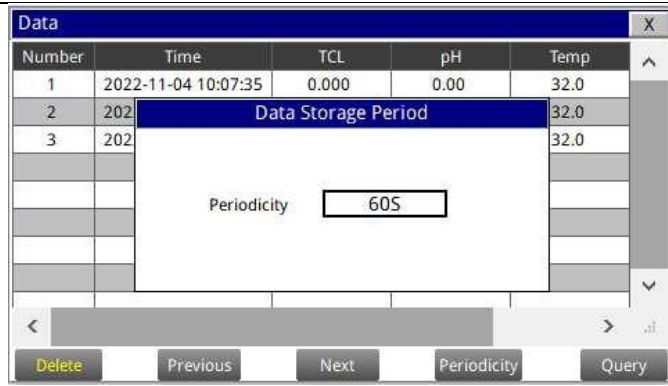 Data X
Number Time TCL pH Temp
1 2022-11-04 10:07:35 0.000 0.00 32.0
2 202 Data Storage Period 32.0
3 202 32.0
Periodicity 60S
Delete Previous Next Periodicity Query